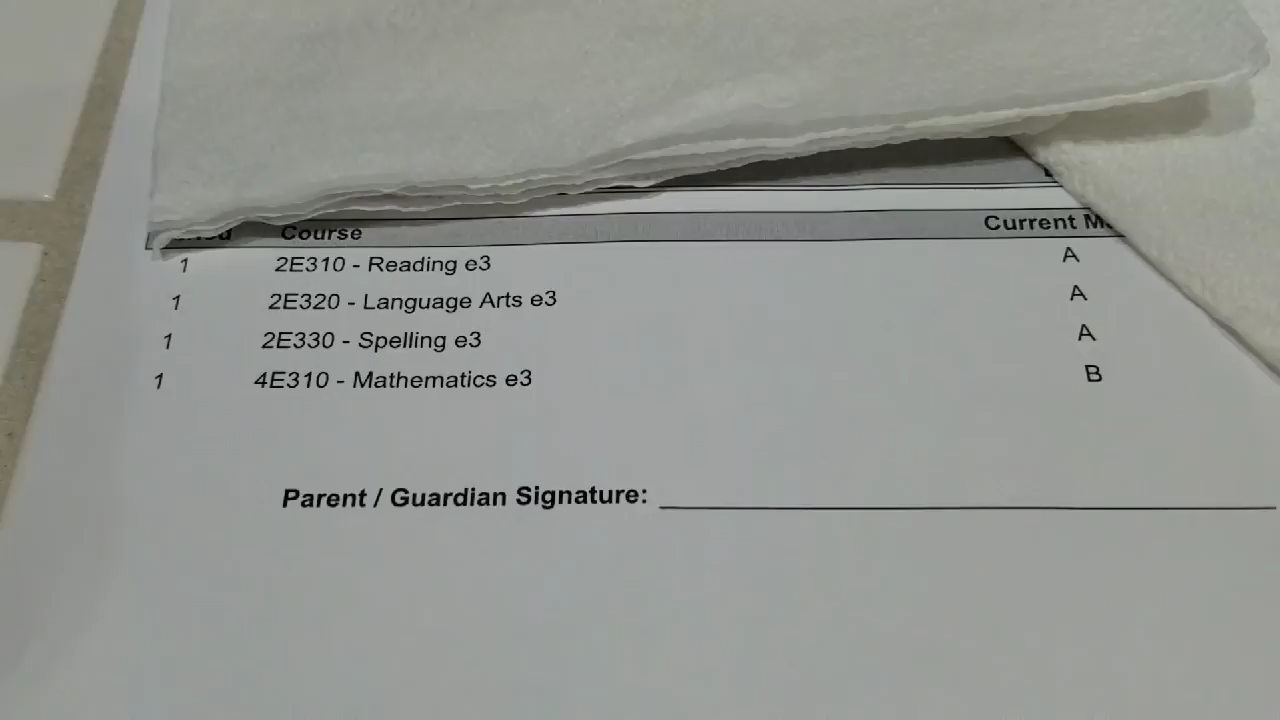 Course Current
1 2E310 - Reading e3 A
1 2E320 - Language Arts e3 A
1 2E330 - Spelling e3 A
1 4E310 - Mathematics e3 B
Parent / Guardian Signature: